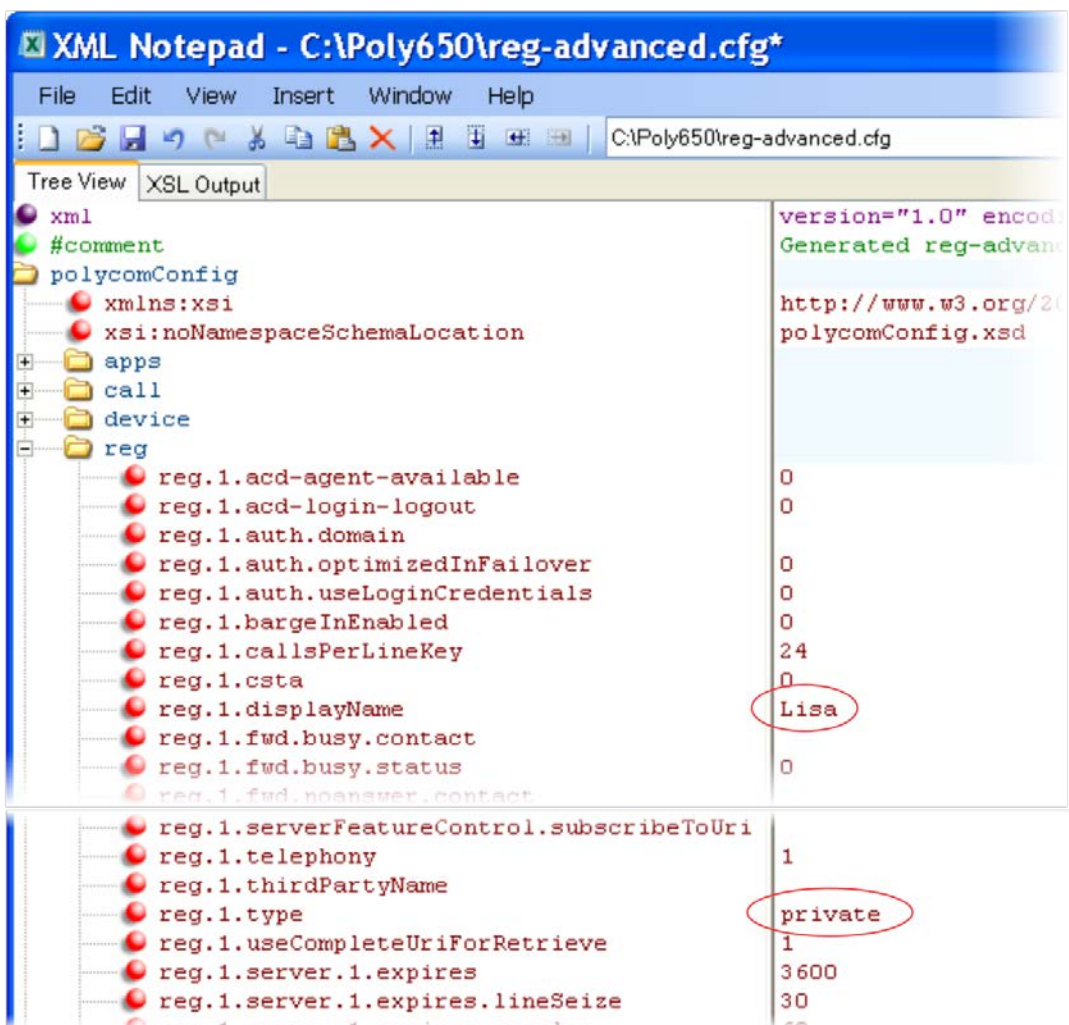 XML Notepad - C:\Poly650\reg-advanced.cfg*
File Edit View Insert Window Help
C:\Poly650\reg-advanced.cfg
Tree View XSL Output
xml version="1.0"
#comment Generated
polycomConfig
xmlns:xsi
xsi:noNamespaceSchemaLocation polycomConfig.xsd
apps
call
device
reg
reg.1.acd-agent-available 0
reg.1.acd-login-logout 0
reg.1.auth.domain
reg.1.auth.optimizedInFailover 0
reg.1.auth.useLoginCredentials 0
reg.1.bargeInEnabled 0
reg.1.callsPerLineKey 24
reg.1.csta 0
reg.1.displayName Lisa
reg.1.fwd.busy.contact
reg.1.fwd.busy.status 0
reg.1.fwd.noanswer.contact
reg.1.serverFeatureControl.subscribeToUri
reg.1.telephony 1
reg.1.thirdPartyName
reg.1.type private
reg.1.useCompleteUriForRetrieve 1
reg.1.server.1.expires 3600
reg.1.server.1.expires.lineSeize 30